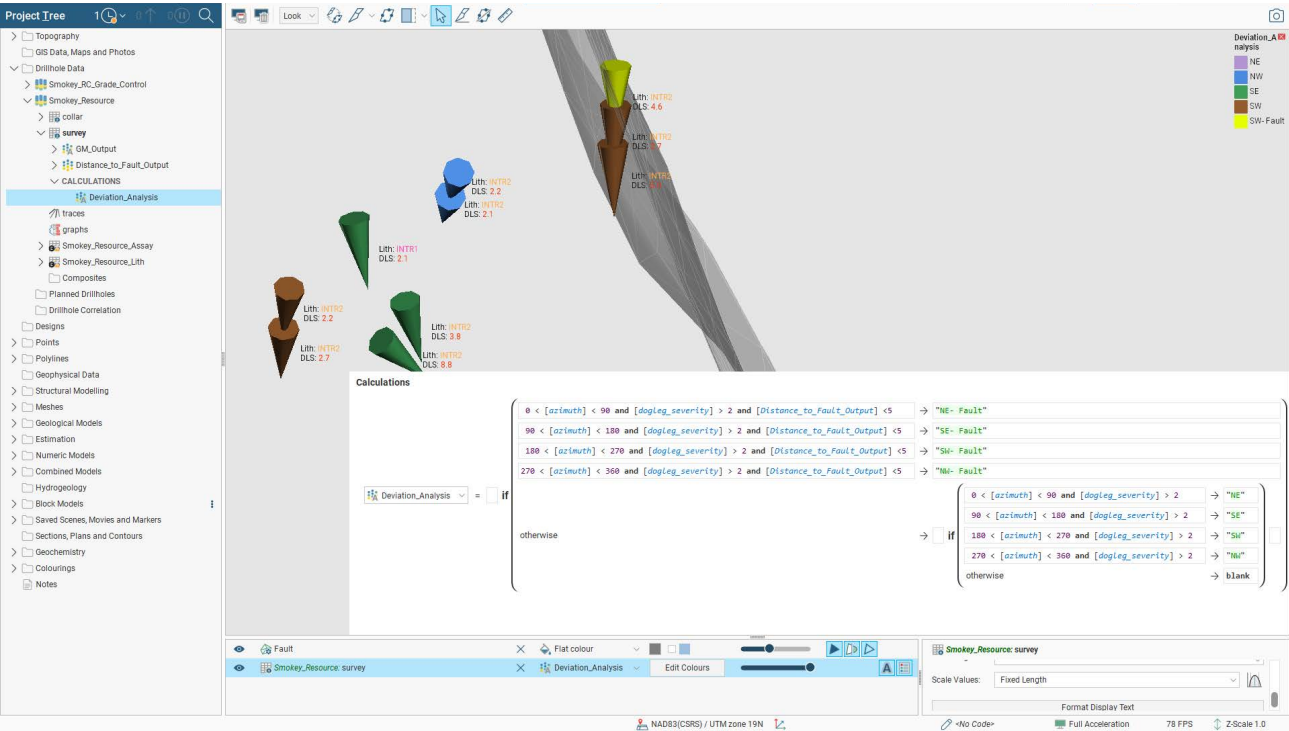 Project Tree
1
0
0
Look
Topography
GIS Data, Maps and Photos
Drillhole Data
Smokey_RC_Grade_Control
Smokey_Resource
collar
survey
GM_Output
Distance_to_Fault_Output
CALCULATIONS
Deviation_Analysis
traces
graphs
Smokey_Resource_Assay
Smokey_Resource_Lith
Composites
Planned Drillholes
Drillhole Correlation
Designs
Points
Polylines
Geophysical Data
Structural Modelling
Meshes
Geological Models
Estimation
Numeric Models
Combined Models
Hydrogeology
Block Models
Saved Scenes, Movies and Markers
Sections, Plans and Contours
Geochemistry
Colourings
Notes
Deviation_A
nalysis
NE
NW
SE
SW
SW- Fault
Lith: INTR2
DLS: 4.6
Lith: INTR2
Lith: INTR2
DLS:
Lith: INTR2
DLS: 2.2
Lith: INTR2
DLS: 2.1
Lith: INTR1
DLS: 2.1
Lith: INTR2
DLS: 2.2
Lith: INTR2
DLS: 2.7
Lith: INTR2
DLS: 3.8
Lith: INTR2
DLS: 8.8
Calculations
0 < [azimuth] < 90 and [dogleg_severity] > 2 and [Distance_to_Fault_Output] <5 → "NE- Fault"
90 < [azimuth] < 180 and [dogleg_severity] > 2 and [Distance_to_Fault_Output] <5 → "SE- Fault"
180 < [azimuth] < 270 and [dogleg_severity] > 2 and [Distance_to_Fault_Output] <5 → "SW- Fault"
270 < [azimuth] < 360 and [dogleg_severity] > 2 and [Distance_to_Fault_Output] <5 → "NW- Fault"
Deviation_Analysis = if
otherwise → if
0 < [azimuth] < 90 and [dogleg_severity] > 2 → "NE"
90 < [azimuth] < 180 and [dogleg_severity] > 2 → "SE"
180 < [azimuth] < 270 and [dogleg_severity] > 2 → "SW"
270 < [azimuth] < 360 and [dogleg_severity] > 2 → "NW"
otherwise → blank
Fault
Flat colour
Smokey_Resource: survey
Deviation_Analysis
Edit Colours
A
Smokey_Resource: survey
Scale Values: Fixed Length
Format Display Text
NAD83(CSRS) / UTM zone 19N
<No Code>
Full Acceleration
78 FPS
Z-Scale 1.0